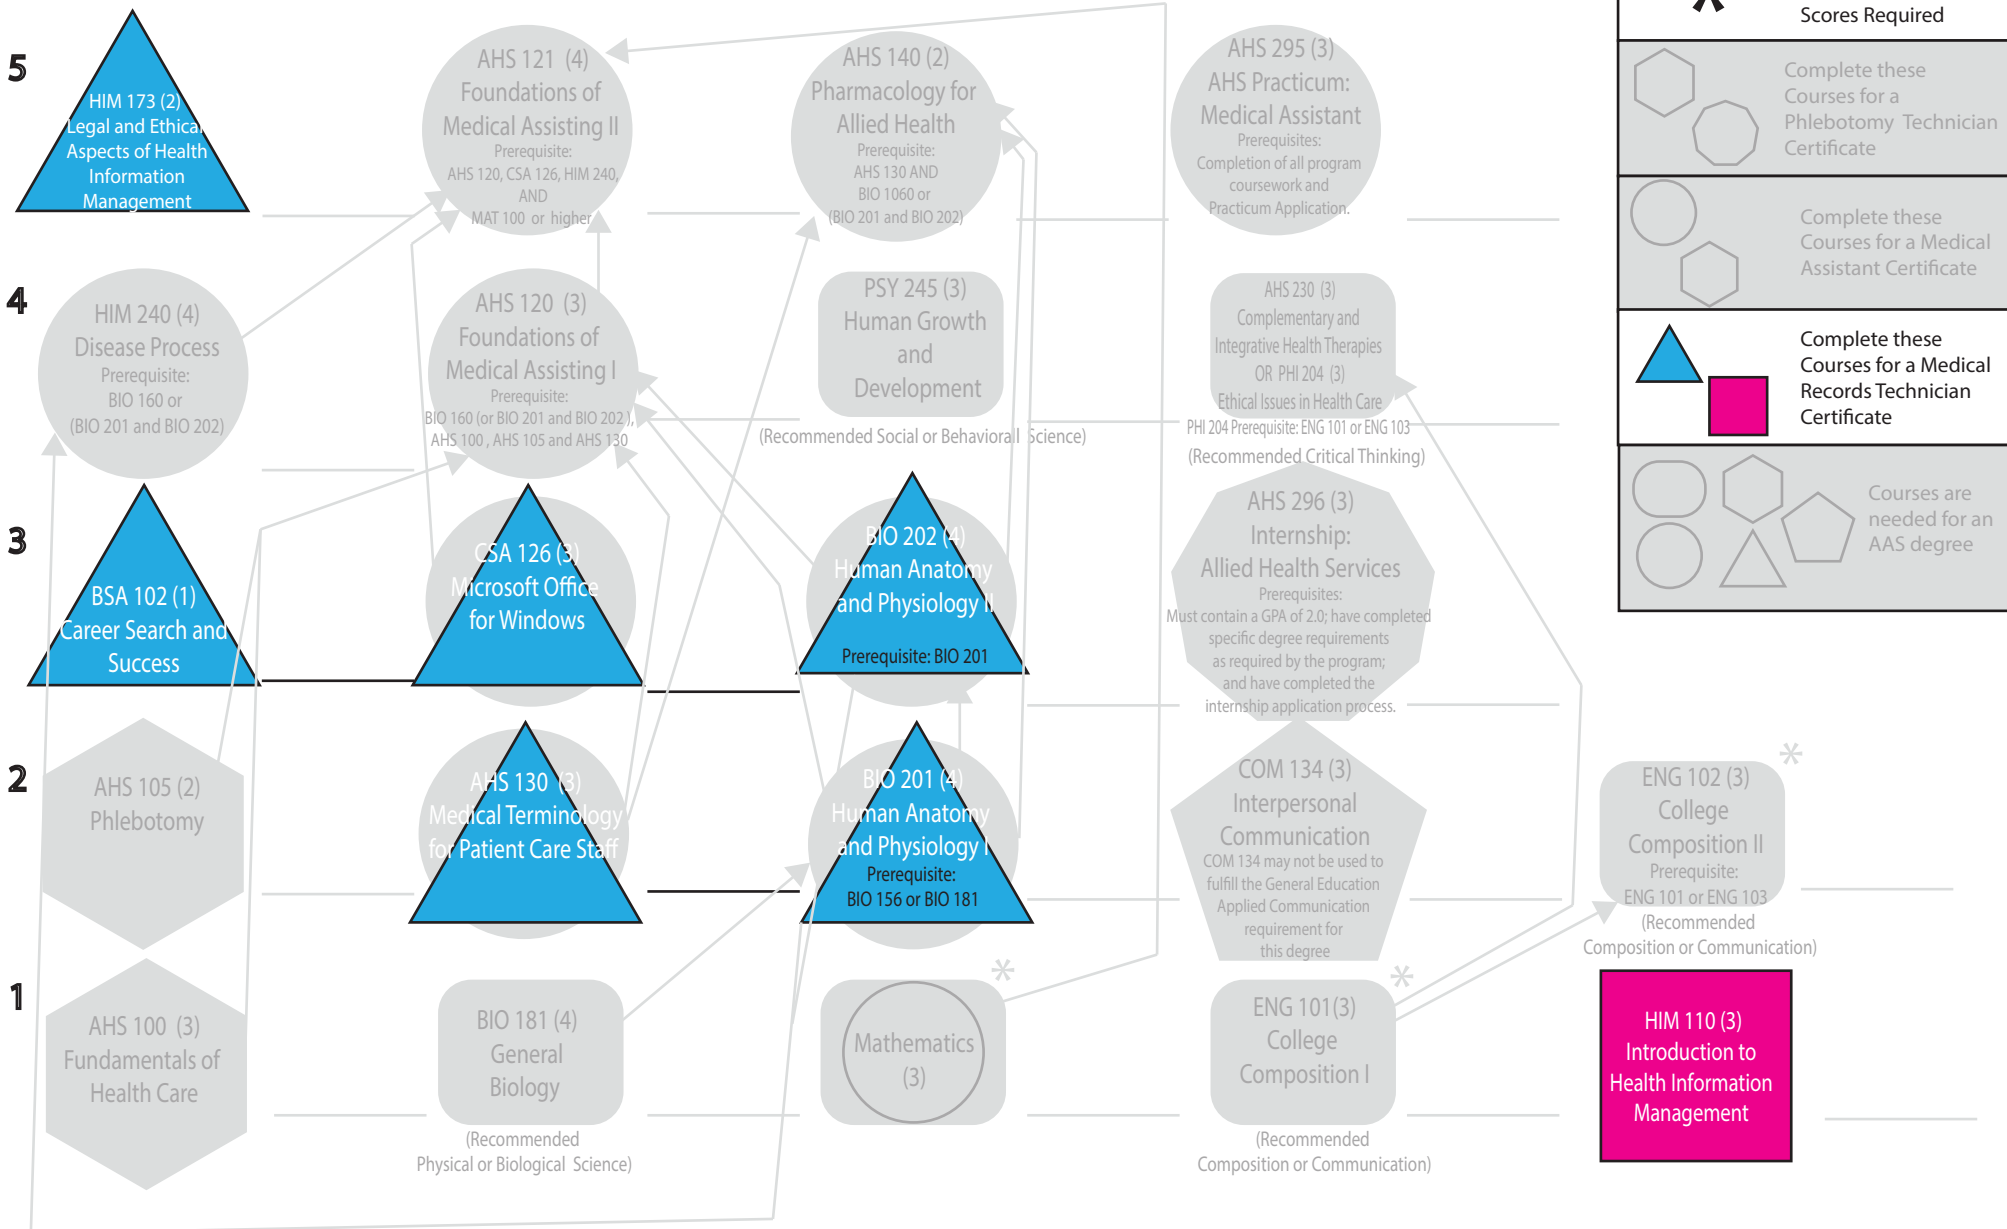 5
HIM 173 (2)
Legal and Ethical
Aspects of Health
Information
Management
AHS 121 (4)
Foundations of
Medical Assisting II
Prerequisite:
AHS 120, CSA 126, HIM 240,
AND
MAT 100 or higher
AHS 140 (2)
Pharmacology for
Allied Health
Prerequisite:
AHS 130 AND
BIO 1060 or
(BIO 201 and BIO 202)
AHS 295 (3)
AHS Practicum:
Medical Assistant
Prerequisites:
Completion of all program
coursework and
Practicum Application.
4
HIM 240 (4)
Disease Process
Prerequisite:
BIO 160 or
(BIO 201 and BIO 202)
AHS 120 (3)
Foundations of
Medical Assisting I
Prerequisite:
BIO 160 (or BIO 201 and BIO 202 ),
AHS 100 , AHS 105 and AHS 130
PSY 245 (3)
Human Growth
and
Development
(Recommended Social or Behaviorall Science)
AHS 230 (3)
Complementary and
Integrative Health Therapies
OR PHI 204 (3)
Ethical Issues in Health Care
PHI 204 Prerequisite: ENG 101 or ENG 103
(Recommended Critical Thinking)
3
BSA 102 (1)
Career Search and
Success
CSA 126 (3)
Microsoft Office
for Windows
BIO 202 (4)
Human Anatomy
and Physiology II
Prerequisite: BIO 201
AHS 296 (3)
Internship:
Allied Health Services
Prerequisites:
Must contain a GPA of 2.0; have completed
specific degree requirements
as required by the program;
and have completed the
internship application process.
2
AHS 105 (2)
Phlebotomy
AHS 130 (3)
Medical Terminology
for Patient Care Staff
BIO 201 (4)
Human Anatomy
and Physiology I
Prerequisite:
BIO 156 or BIO 181
COM 134 (3)
Interpersonal
Communication
COM 134 may not be used to
fulfill the General Education
Applied Communication
requirement for
this degree
*
ENG 102 (3)
College
Composition II
Prerequisite:
ENG 101 or ENG 103
(Recommended
Composition or Communication)
1
AHS 100 (3)
Fundamentals of
Health Care
BIO 181 (4)
General
Biology
(Recommended
Physical or Biological Science)
*
Mathematics
(3)
*
ENG 101(3)
College
Composition I
(Recommended
Composition or Communication)
HIM 110 (3)
Introduction to
Health Information
Management
*
Scores Required
Complete these
Courses for a
Phlebotomy Technician
Certificate
Complete these
Courses for a Medical
Assistant Certificate
Complete these
Courses for a Medical
Records Technician
Certificate
Courses are
needed for an
AAS degree